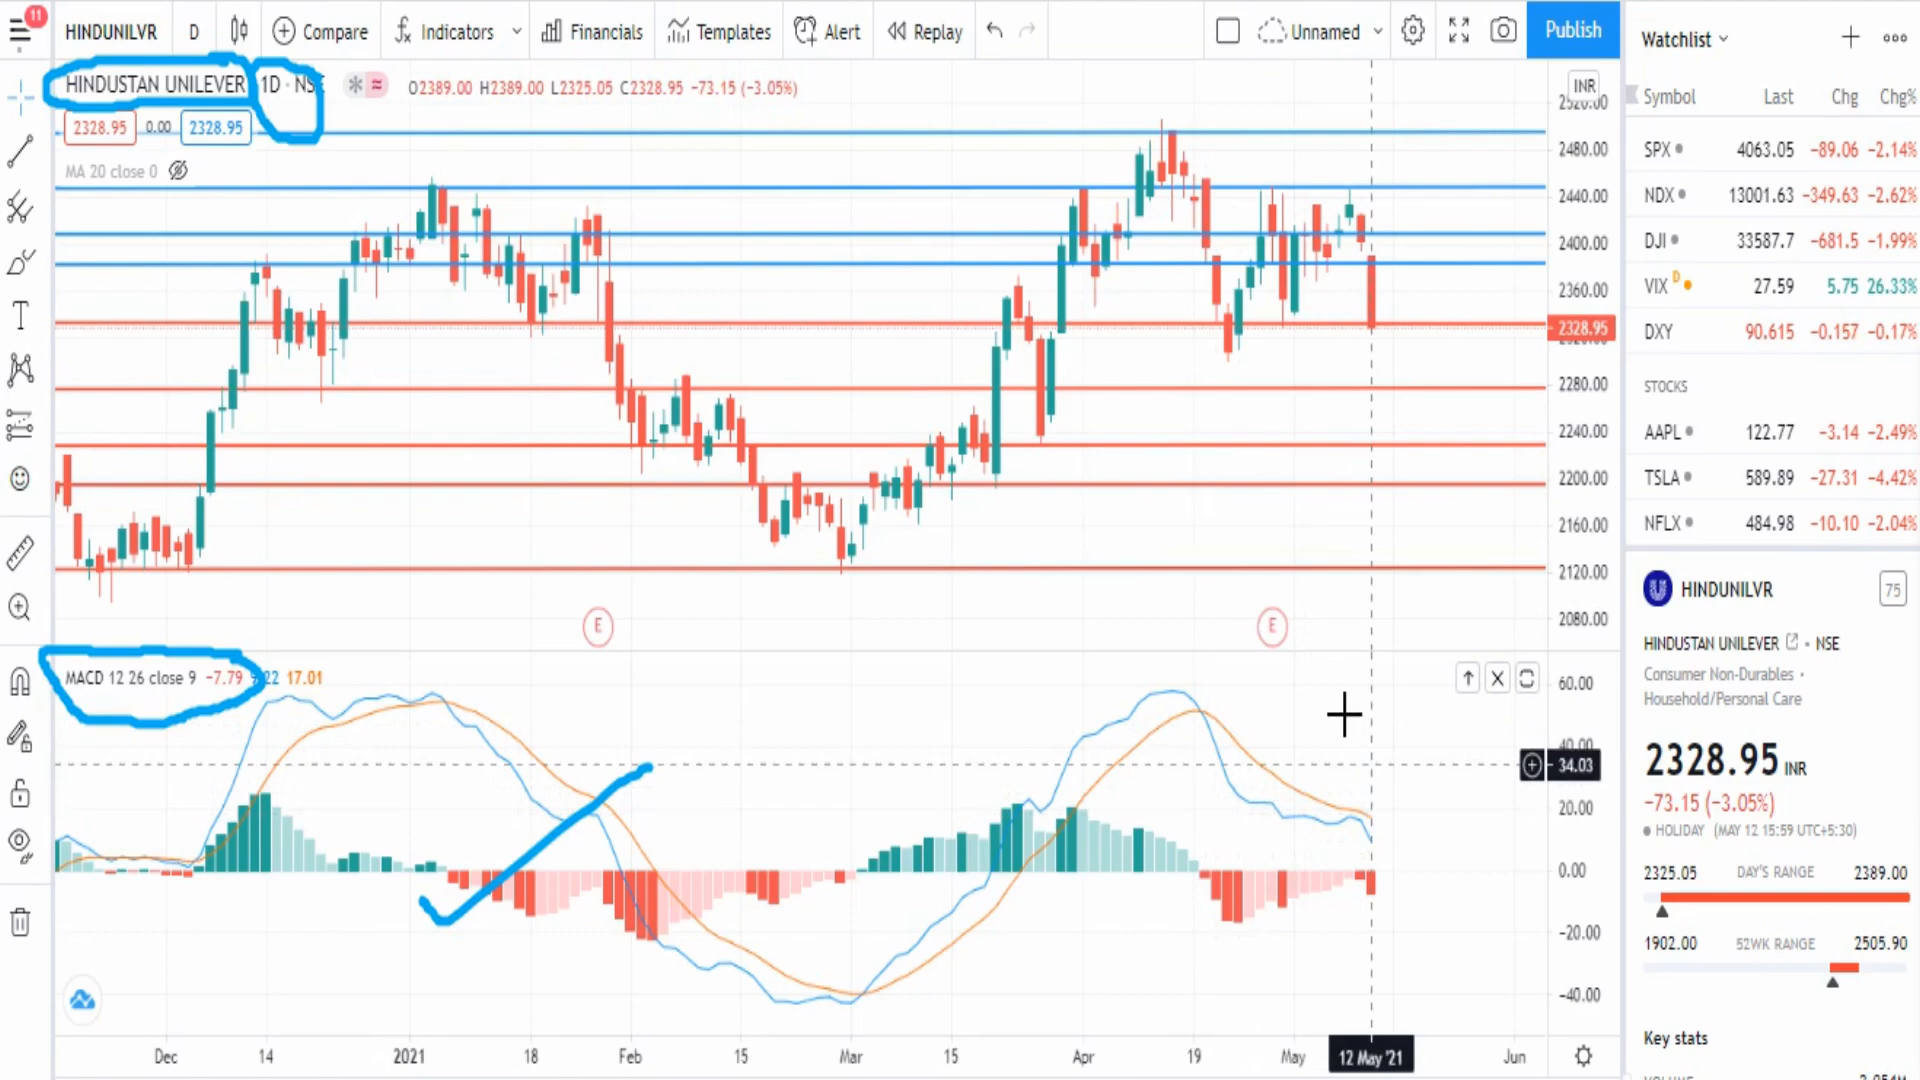 11
HINDUNILVR D Compare Indicators Financials Templates Alert Replay Unnamed Publish
HINDUSTAN UNILEVER 1D · NSE O2389.00 H2389.00 L2325.05 C2328.95 −73.15 (−3.05%)
2328.95 0.00 2328.95
MA 20 close 0
INR
2480.00
2440.00
2400.00
2360.00
2328.95
2280.00
2240.00
2200.00
2160.00
2120.00
2080.00
E E
MACD 12 26 close 9 −7.79 17.01
60.00
40.00
34.03
20.00
0.00
−20.00
−40.00
Dec 14 2021 18 Feb 15 Mar 15 Apr 19 May 12 May '21 Jun
Watchlist
Symbol Last Chg Chg%
SPX 4063.05 −89.06 −2.14%
NDX 13001.63 −349.63 −2.62%
DJI 33587.7 −681.5 −1.99%
VIX D 27.59 5.75 26.33%
DXY 90.615 −0.157 −0.17%
STOCKS
AAPL 122.77 −3.14 −2.49%
TSLA 589.89 −27.31 −4.42%
NFLX 484.98 −10.10 −2.04%
HINDUNILVR 75
HINDUSTAN UNILEVER · NSE
Consumer Non-Durables ·
Household/Personal Care
2328.95 INR
−73.15 (−3.05%)
HOLIDAY (MAY 12 15:59 UTC+5:30)
2325.05 DAY'S RANGE 2389.00
1902.00 52WK RANGE 2505.90
Key stats